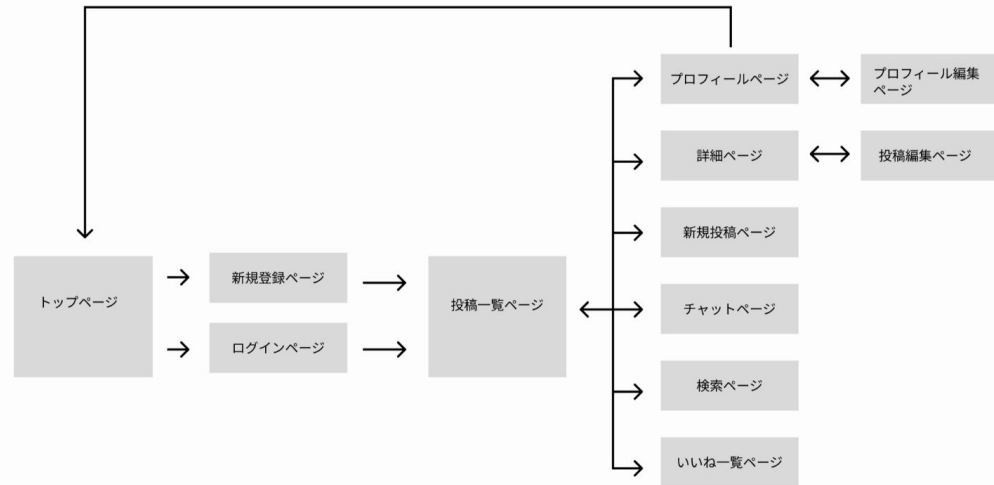 プロフィールページ
プロフィール編集
ページ
詳細ページ
投稿編集ページ
新規投稿ページ
トップページ
新規登録ページ
ログインページ
投稿一覧ページ
チャットページ
検索ページ
いいね一覧ページ